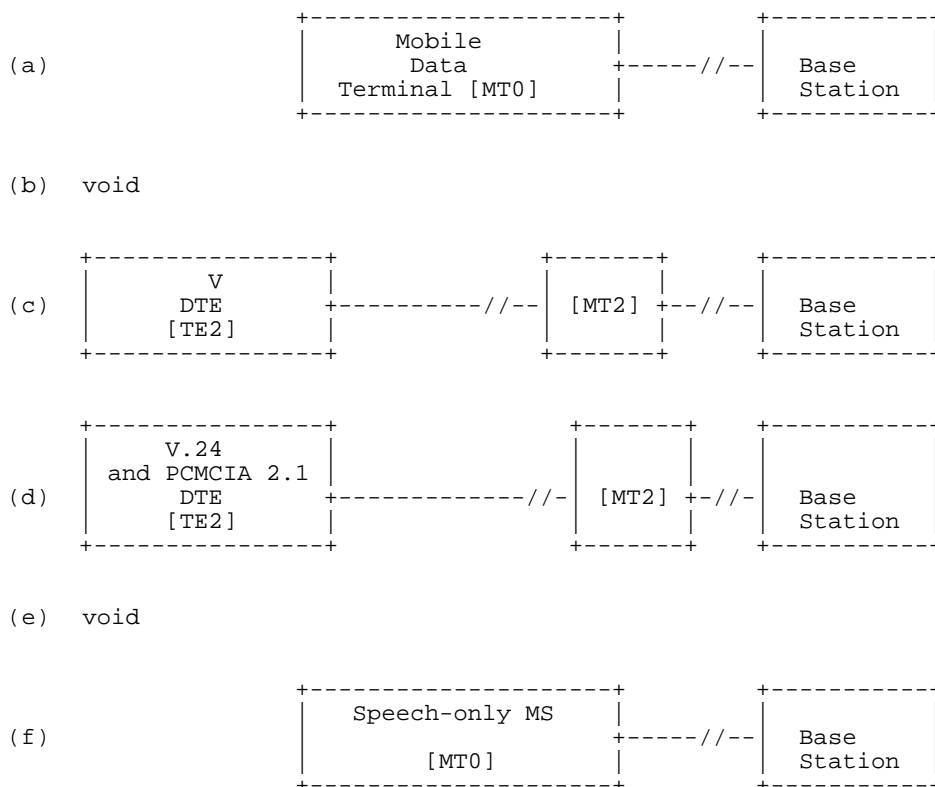 Mobile
(a) Data Base
Terminal [MT0] Station
(b) void
V
(c) DTE [MT2] Base
[TE2] Station
V.24
and PCMCIA 2.1
(d) DTE [MT2] Base
[TE2] Station
(e) void
Speech-only MS
(f) Base
[MT0] Station